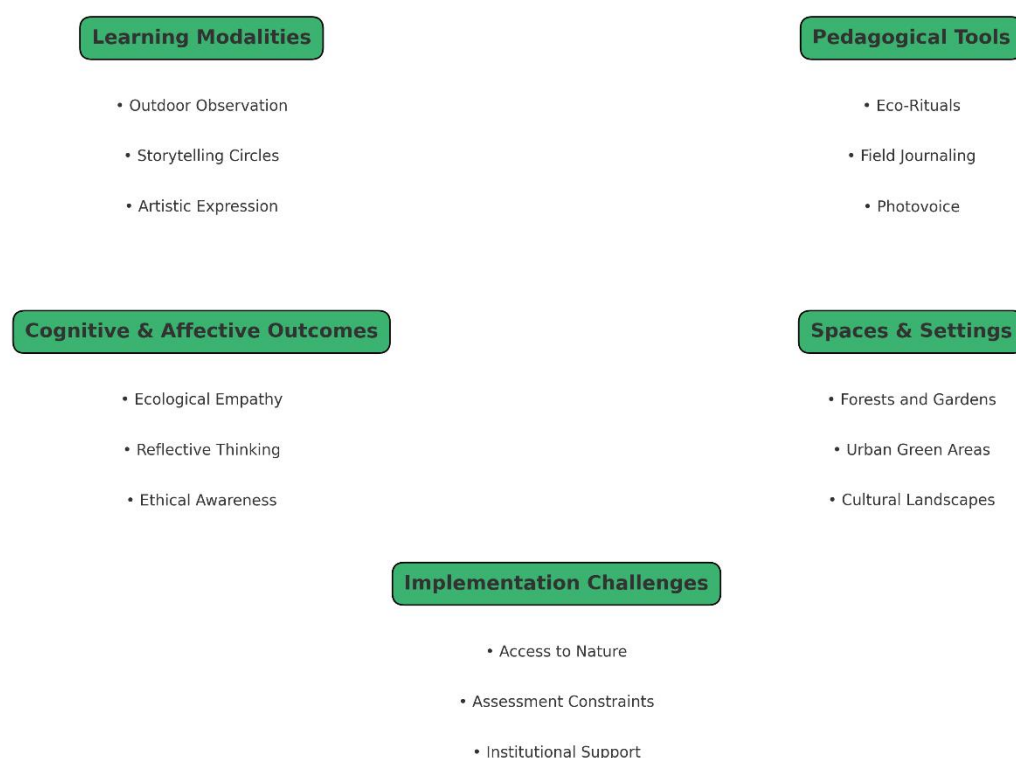 Learning Modalities
• Outdoor Observation
• Storytelling Circles
• Artistic Expression
Pedagogical Tools
• Eco-Rituals
• Field Journaling
• Photovoice
Cognitive & Affective Outcomes
• Ecological Empathy
• Reflective Thinking
• Ethical Awareness
Spaces & Settings
• Forests and Gardens
• Urban Green Areas
• Cultural Landscapes
Implementation Challenges
• Access to Nature
• Assessment Constraints
• Institutional Support